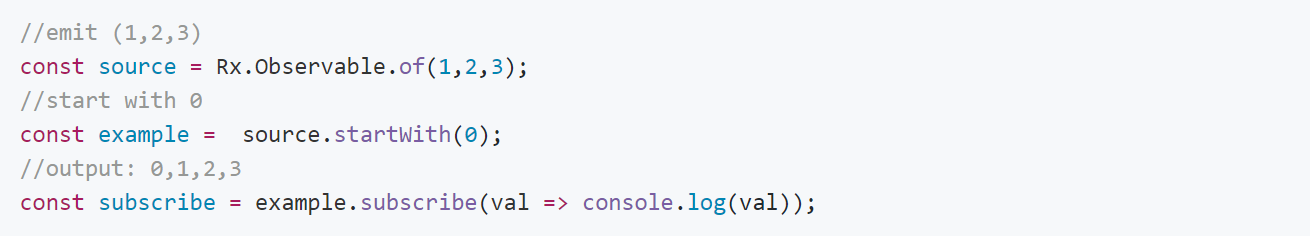 //emit (1,2,3)
const source = Rx.Observable.of(1,2,3);
//start with 0
const example =  source.startWith(0);
//output: 0,1,2,3
const subscribe = example.subscribe(val => console.log(val));